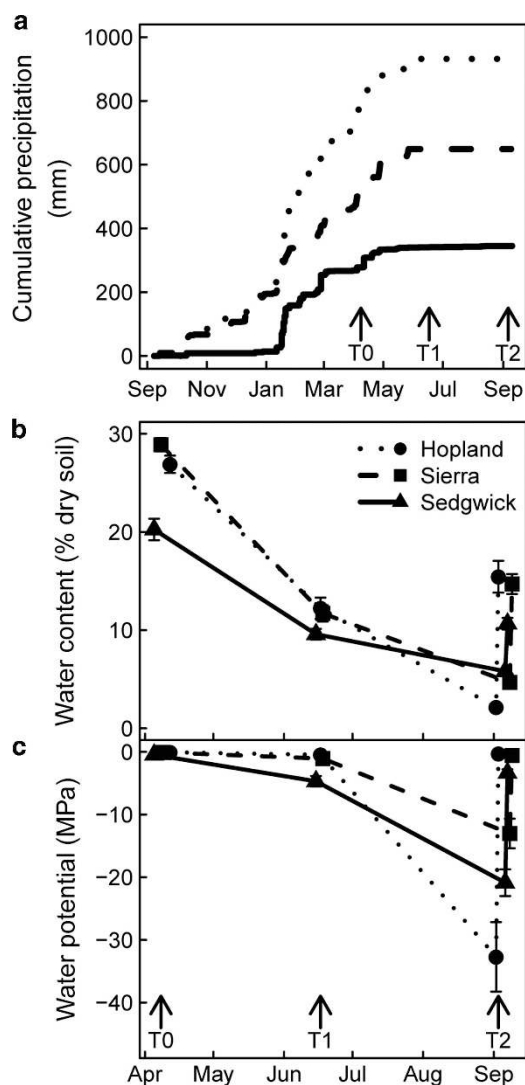 a
Cumulative precipitation
(mm)
1000
800
600
400
200
0
T0
T1
T2
Sep
Nov
Jan
Mar
May
Jul
Sep
b
Water content (% dry soil)
30
20
10
0
Hopland
Sierra
Sedgwick
c
Water potential (MPa)
0
−10
−20
−30
−40
T0
T1
T2
Apr
May
Jun
Jul
Aug
Sep